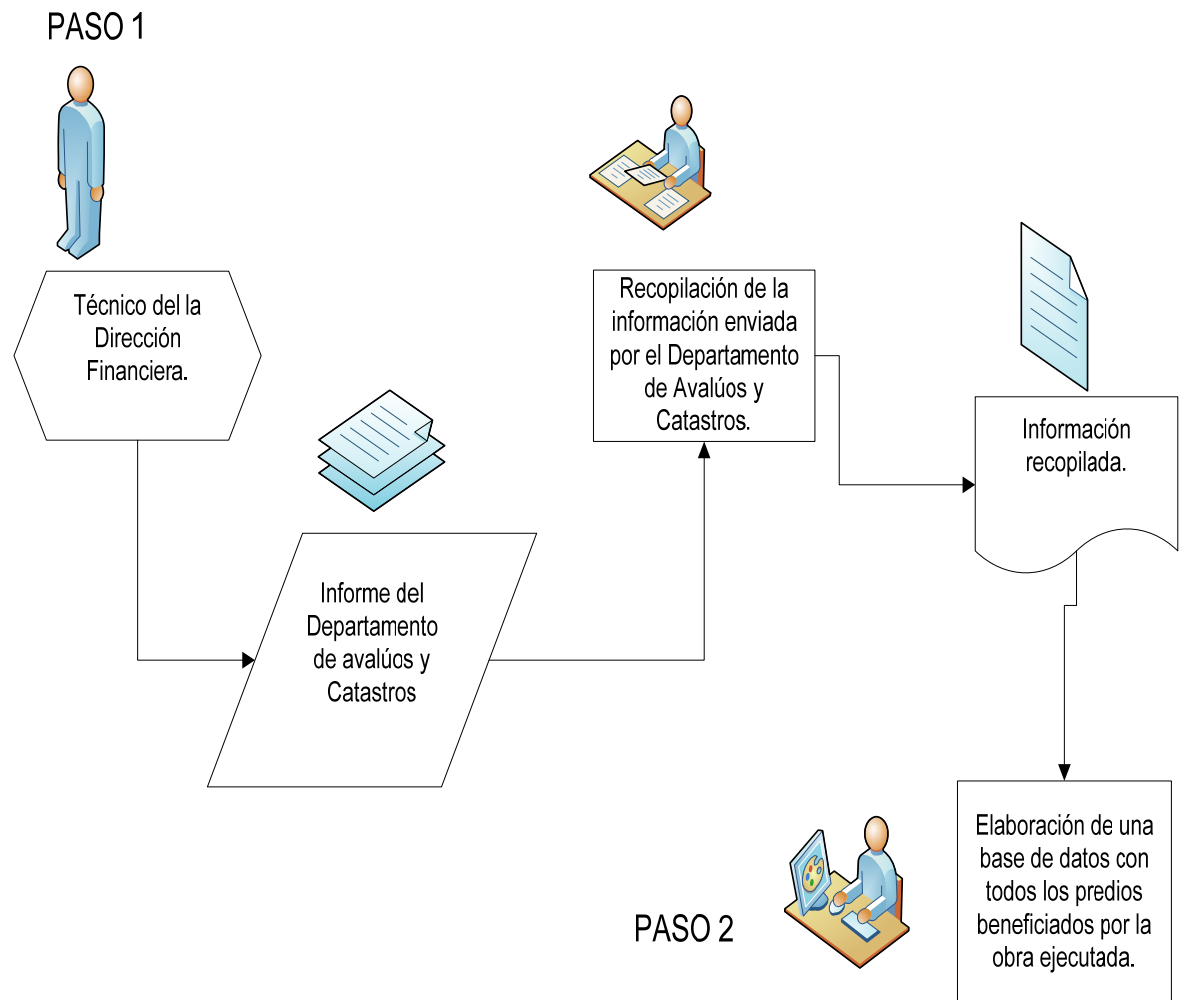 PASO 1
Técnico del la
Dirección
Financiera.
Informe del
Departamento
de avalúos y
Catastros
Recopilación de la
información enviada
por el Departamento
de Avalúos y
Catastros.
Información
recopilada.
PASO 2
Elaboración de una
base de datos con
todos los predios
beneficiados por la
obra ejecutada.